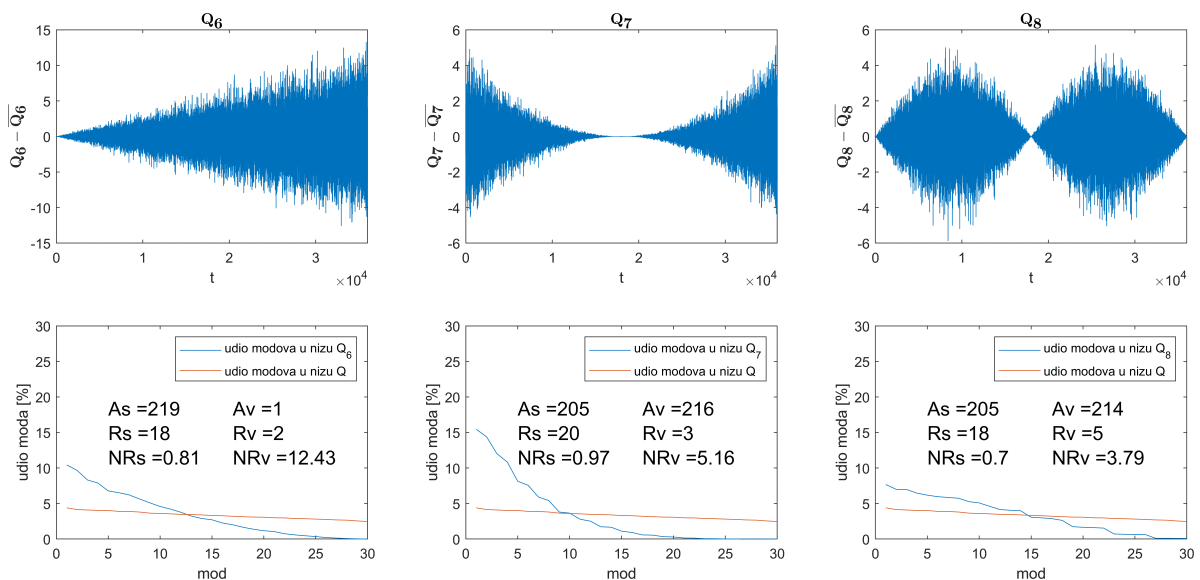 Q6
Q7
Q8
15
10
5
0
-5
-10
-15
Q6 − Q6
0
1
2
3
×10^4
t
6
4
2
0
-2
-4
-6
Q7 − Q7
0
1
2
3
×10^4
t
6
4
2
0
-2
-4
-6
Q8 − Q8
0
1
2
3
×10^4
t
30
25
20
15
10
5
0
udio moda [%]
udio modova u nizu Q6
udio modova u nizu Q
As =219 Av =1
Rs =18 Rv =2
NRs =0.81 NRv =12.43
0
5
10
15
20
25
30
mod
30
25
20
15
10
5
0
udio moda [%]
udio modova u nizu Q7
udio modova u nizu Q
As =205 Av =216
Rs =20 Rv =3
NRs =0.97 NRv =5.16
0
5
10
15
20
25
30
mod
30
25
20
15
10
5
0
udio moda [%]
udio modova u nizu Q8
udio modova u nizu Q
As =205 Av =214
Rs =18 Rv =5
NRs =0.7 NRv =3.79
0
5
10
15
20
25
30
mod